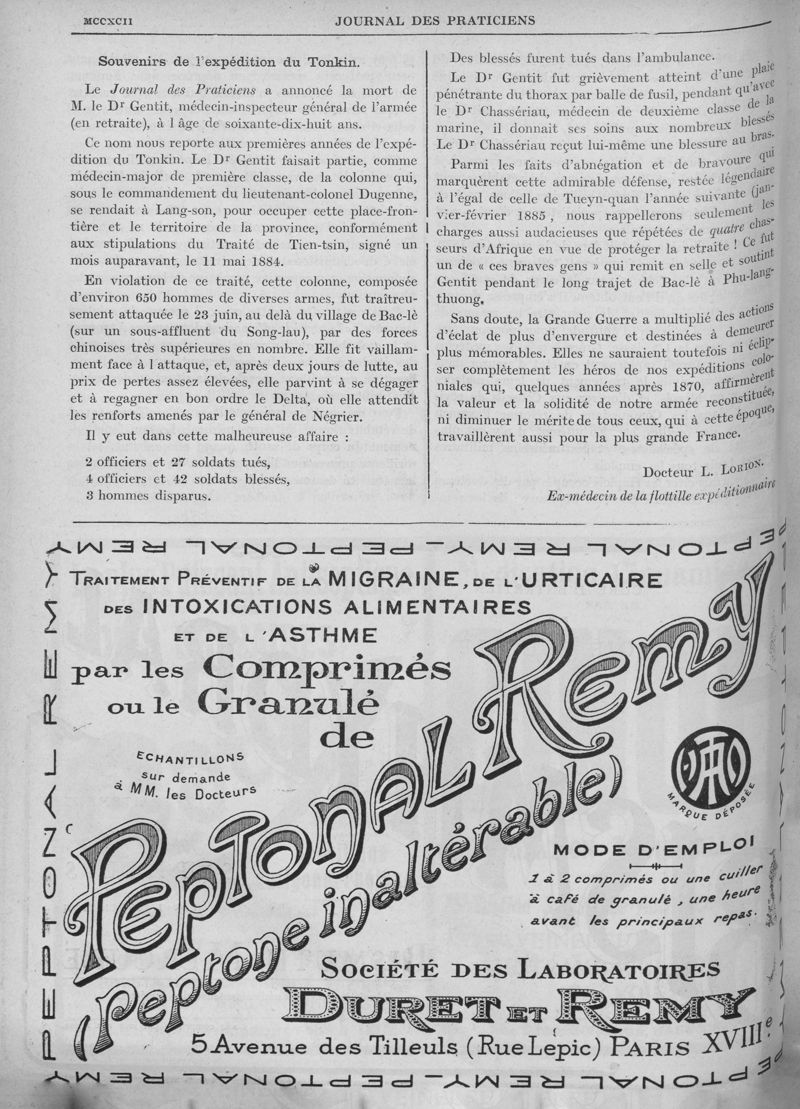 MCCXCII
JOURNAL DES PRATICIENS
Souvenirs de l'expédition du Tonkin.
Le Journal des Praticiens a annoncé la mort de
M. le Dr Gentit, médecin-inspecteur général de l'armée
(en retraite), à l âge de soixante-dix-huit ans.
Ce nom nous reporte aux premières années de l'expé-
dition du Tonkin. Le Dr Gentit faisait partie, comme
médecin-major de première classe, de la colonne qui,
sous le commandement du lieutenant-colonel Dugenne,
se rendait à Lang-son, pour occuper cette place-fron-
tière et le territoire de la province, conformément
aux stipulations du Traité de Tien-tsin, signé un
mois auparavant, le 11 mai 1884.
En violation de ce traité, cette colonne, composée
d'environ 650 hommes de diverses armes, fut traîtreu-
sement attaquée le 23 juin, au delà du village de Bac-lè
(sur un sous-affluent du Song-lau), par des forces
chinoises très supérieures en nombre. Elle fit vaillam-
ment face à l attaque, et, après deux jours de lutte, au
prix de pertes assez élevées, elle parvint à se dégager
et à regagner en bon ordre le Delta, où elle attendit
les renforts amenés par le général de Négrier.
Il y eut dans cette malheureuse affaire :
2 officiers et 27 soldats tués,
4 officiers et 42 soldats blessés,
3 hommes disparus.
Des blessés furent tués dans l'ambulance.
Le Dr Gentit fut grièvement atteint d'une plaie
pénétrante du thorax par balle de fusil, pendant qu'avec
le Dr Chassériau, médecin de deuxième classe de la
marine, il donnait ses soins aux nombreux blessés
Le Dr Chassériau reçut lui-même une blessure au bras.
Parmi les faits d'abnégation et de bravoure qui
marquèrent cette admirable défense, restée légendaire
à l'égal de celle de Tueyn-quan l'année suivante (jan-
vier-février 1885 , nous rappellerons seulement les
charges aussi audacieuses que répétées de quatre chas-
seurs d'Afrique en vue de protéger la retraite ! Ce fut
un de « ces braves gens » qui remit en selle et soutint
Gentit pendant le long trajet de Bac-lè à Phu-lang-
thuong.
Sans doute, la Grande Guerre a multiplié des actions
d'éclat de plus d'envergure et destinées à demeurer
plus mémorables. Elles ne sauraient toutefois ni éclip-
ser complètement les héros de nos expéditions colo-
niales qui, quelques années après 1870, affirmèrent
la valeur et la solidité de notre armée reconstituée,
ni diminuer le mérite de tous ceux, qui à cette époque,
travaillèrent aussi pour la plus grande France.
Docteur L. LORION.
Ex-médecin de la flottille expéditionnaire
PEPTONAL REMY-PEPTONAL REMY
TRAITEMENT PRÉVENTIF DE LA MIGRAINE, DE L'URTICAIRE
DES INTOXICATIONS ALIMENTAIRES
ET DE L'ASTHME
par les Comprimés
ou le Granulé
de
PEPTONAL REMY
(Peptone inaltérable)
ECHANTILLONS
sur demande
à MM. les Docteurs
MARQUE DÉPOSÉE
MODE D'EMPLOI
1 à 2 comprimés ou une cuiller
à café de granulé, une heure
avant les principaux repas.
SOCIÉTÉ DES LABORATOIRES
DURET ET REMY
5 Avenue des Tilleuls (Rue Lepic) PARIS XVIIIe
PEPTONAL REMY
PEPTONAL REMY-PEPTONAL REMY